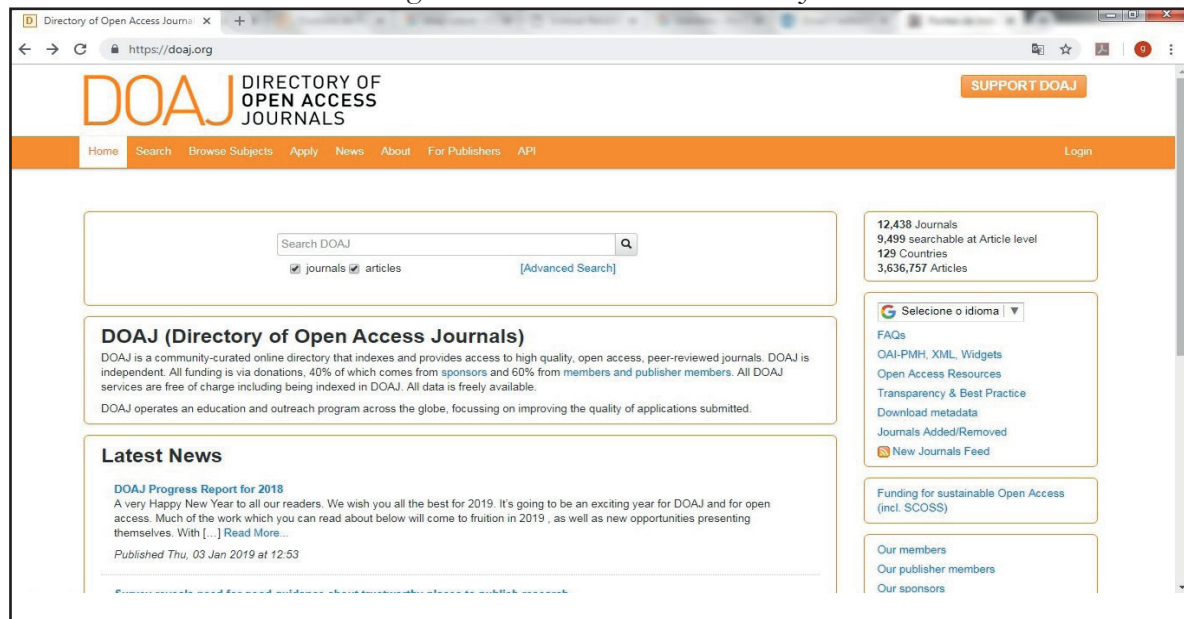 Directory of Open Access Journa
https://doaj.org
g
DOAJ
DIRECTORY OF
OPEN ACCESS
JOURNALS
SUPPORT DOAJ
Home Search Browse Subjects Apply News About For Publishers API Login
Search DOAJ
journals articles [Advanced Search]
DOAJ (Directory of Open Access Journals)
DOAJ is a community-curated online directory that indexes and provides access to high quality, open access, peer-reviewed journals. DOAJ is
independent. All funding is via donations, 40% of which comes from sponsors and 60% from members and publisher members. All DOAJ
services are free of charge including being indexed in DOAJ. All data is freely available.
DOAJ operates an education and outreach program across the globe, focussing on improving the quality of applications submitted.
Latest News
DOAJ Progress Report for 2018
A very Happy New Year to all our readers. We wish you all the best for 2019. It's going to be an exciting year for DOAJ and for open
access. Much of the work which you can read about below will come to fruition in 2019 , as well as new opportunities presenting
themselves. With […] Read More...
Published Thu, 03 Jan 2019 at 12:53
Survey reveals need for good guidance about trustworthy places to publish research
12,438 Journals
9,499 searchable at Article level
129 Countries
3,636,757 Articles
Selecione o idioma
FAQs
OAI-PMH, XML, Widgets
Open Access Resources
Transparency & Best Practice
Download metadata
Journals Added/Removed
New Journals Feed
Funding for sustainable Open Access
(incl. SCOSS)
Our members
Our publisher members
Our sponsors